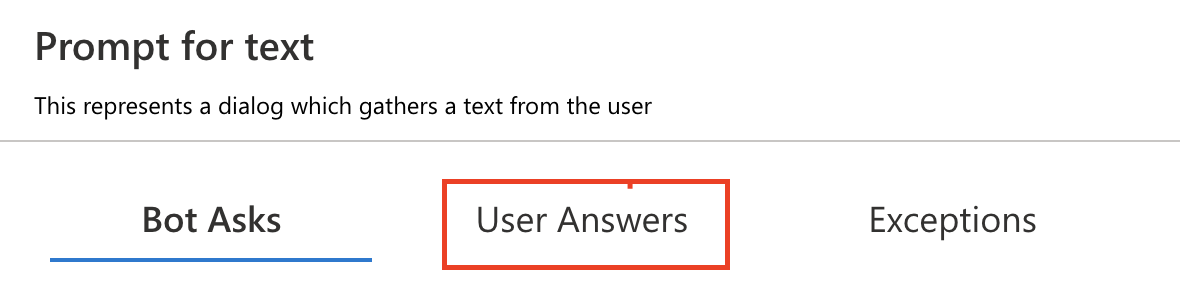 Prompt for text
This represents a dialog which gathers a text from the user
Bot Asks User Answers Exceptions